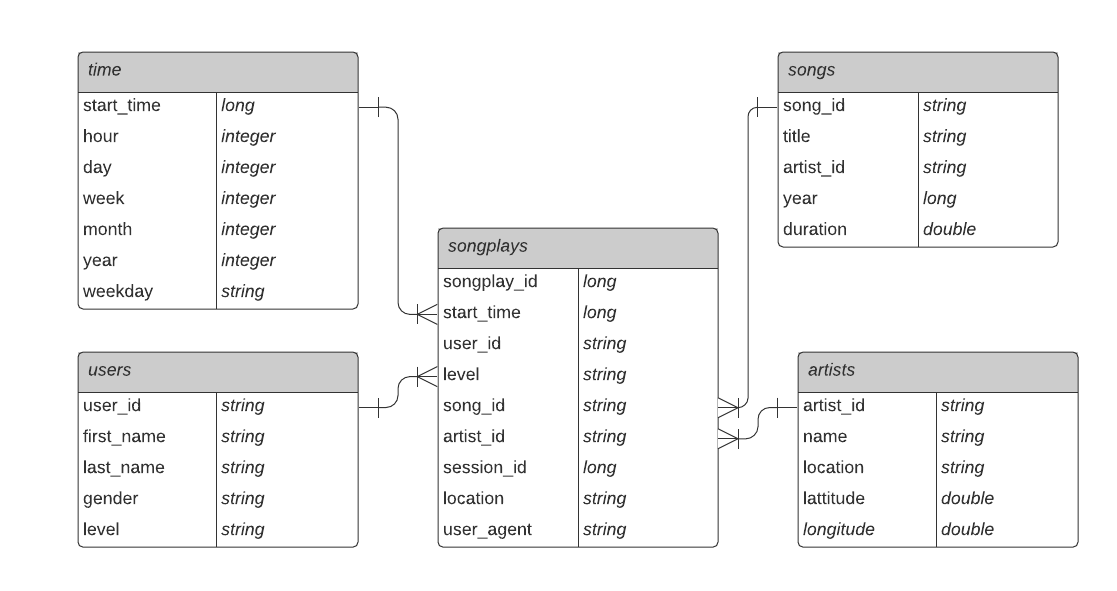 time
start_time long
hour integer
day integer
week integer
month integer
year integer
weekday string
users
user_id string
first_name string
last_name string
gender string
level string
songplays
songplay_id long
start_time long
user_id string
level string
song_id string
artist_id string
session_id long
location string
user_agent string
songs
song_id string
title string
artist_id string
year long
duration double
artists
artist_id string
name string
location string
lattitude double
longitude double